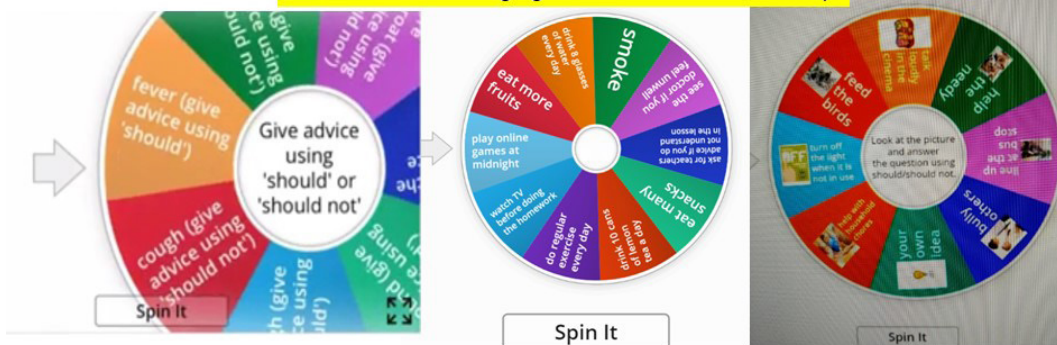 fever (give
advice using
'should')
cough (give
advice using
'should not')
give
ould not')
Give advice
using
'should' or
'should not'
Spin It
drink 8 glasses
of water
every day
smoke
see the
doctor if you
feel unwell
ask for teachers
advice if you do
not understand
in the lesson
eat many
snacks
drink 10 cans
of lemon
tea a day
do regular
exercise
every day
watch TV
before doing
the homework
play online
games at
midnight
eat more
fruits
Spin It
talk
loudly
in the
cinema
help
the
needy
line up
at the
bus
stop
bully
others
your
own
idea
help with
household
chores
OFF
turn off
the light
when it is
not in use
feed
the
birds
Look at the picture
and answer
the question using
should/should not.
Spin It